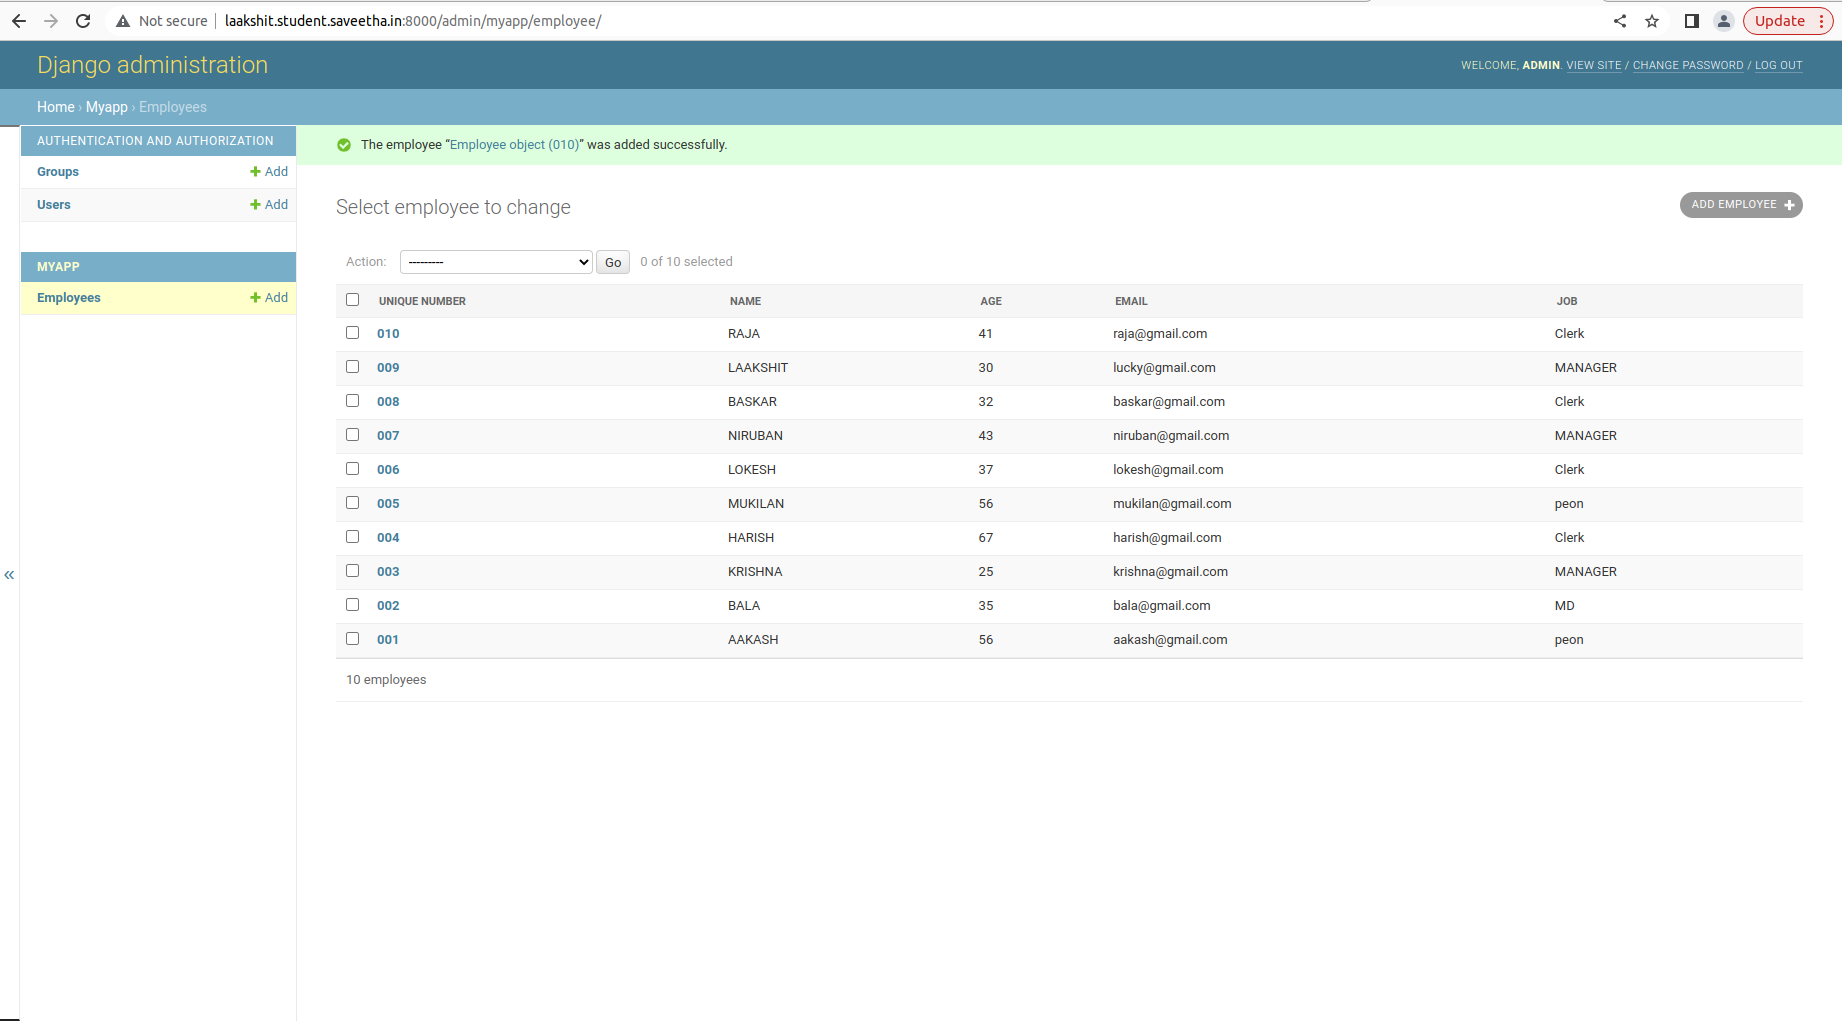 Not secure | laakshit.student.saveetha.in:8000/admin/myapp/employee/ Update
Django administration
WELCOME, ADMIN. VIEW SITE / CHANGE PASSWORD / LOG OUT
Home › Myapp › Employees
AUTHENTICATION AND AUTHORIZATION
Groups + Add
Users + Add
MYAPP
Employees + Add
«
The employee “Employee object (010)” was added successfully.
Select employee to change
ADD EMPLOYEE +
Action: --------- Go 0 of 10 selected
UNIQUE NUMBER NAME AGE EMAIL JOB
010 RAJA 41 raja@gmail.com Clerk
009 LAAKSHIT 30 lucky@gmail.com MANAGER
008 BASKAR 32 baskar@gmail.com Clerk
007 NIRUBAN 43 niruban@gmail.com MANAGER
006 LOKESH 37 lokesh@gmail.com Clerk
005 MUKILAN 56 mukilan@gmail.com peon
004 HARISH 67 harish@gmail.com Clerk
003 KRISHNA 25 krishna@gmail.com MANAGER
002 BALA 35 bala@gmail.com MD
001 AAKASH 56 aakash@gmail.com peon
10 employees